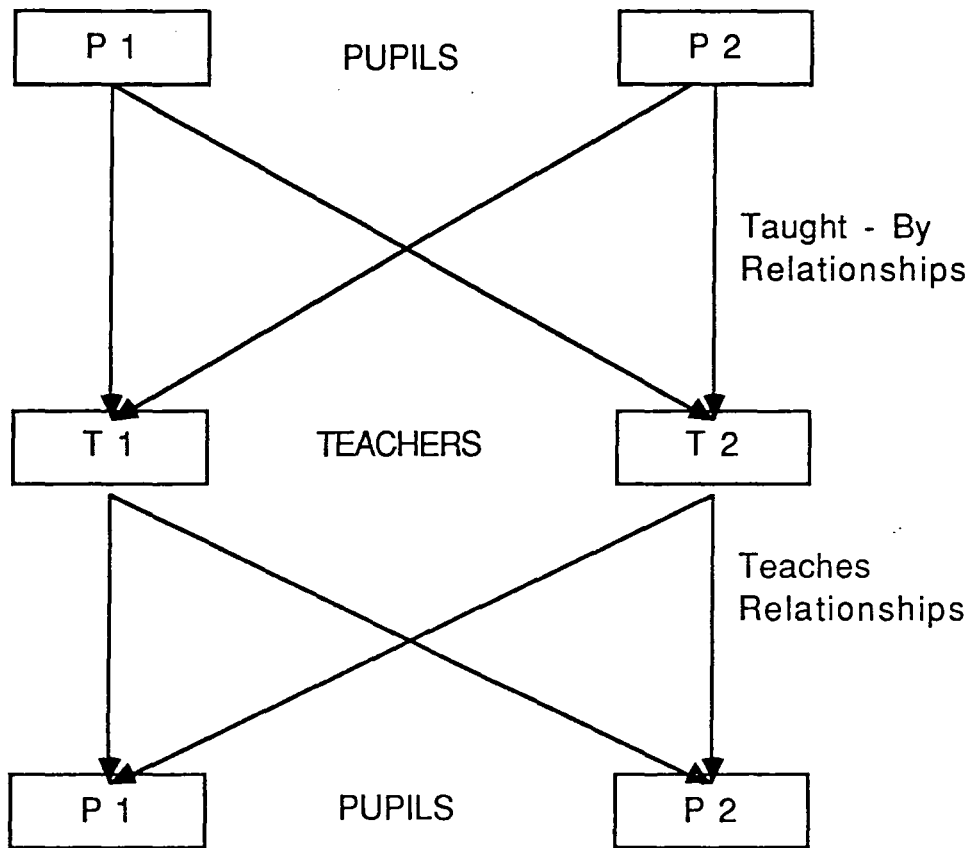 P 1
PUPILS
P 2
Taught - By
Relationships
T 1
TEACHERS
T 2
Teaches
Relationships
P 1
PUPILS
P 2